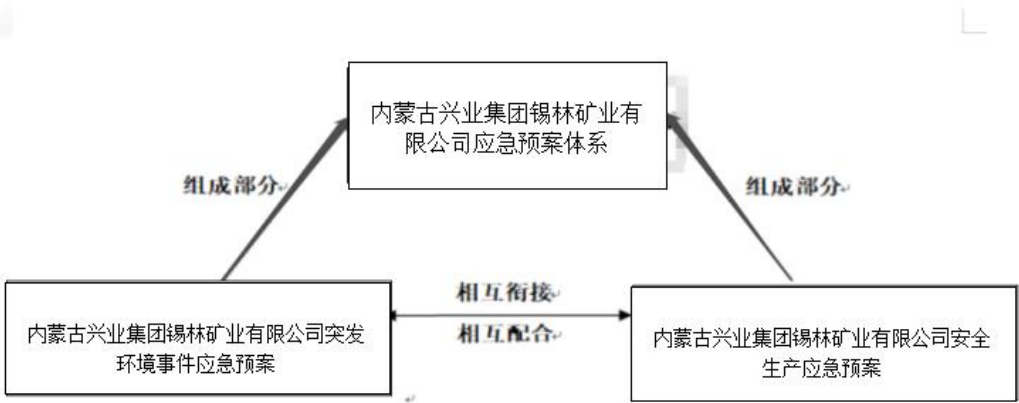 内蒙古兴业集团锡林矿业有
限公司应急预案体系
组成部分
组成部分
相互衔接
相互配合
内蒙古兴业集团锡林矿业有限公司突发
环境事件应急预案
内蒙古兴业集团锡林矿业有限公司安全
生产应急预案